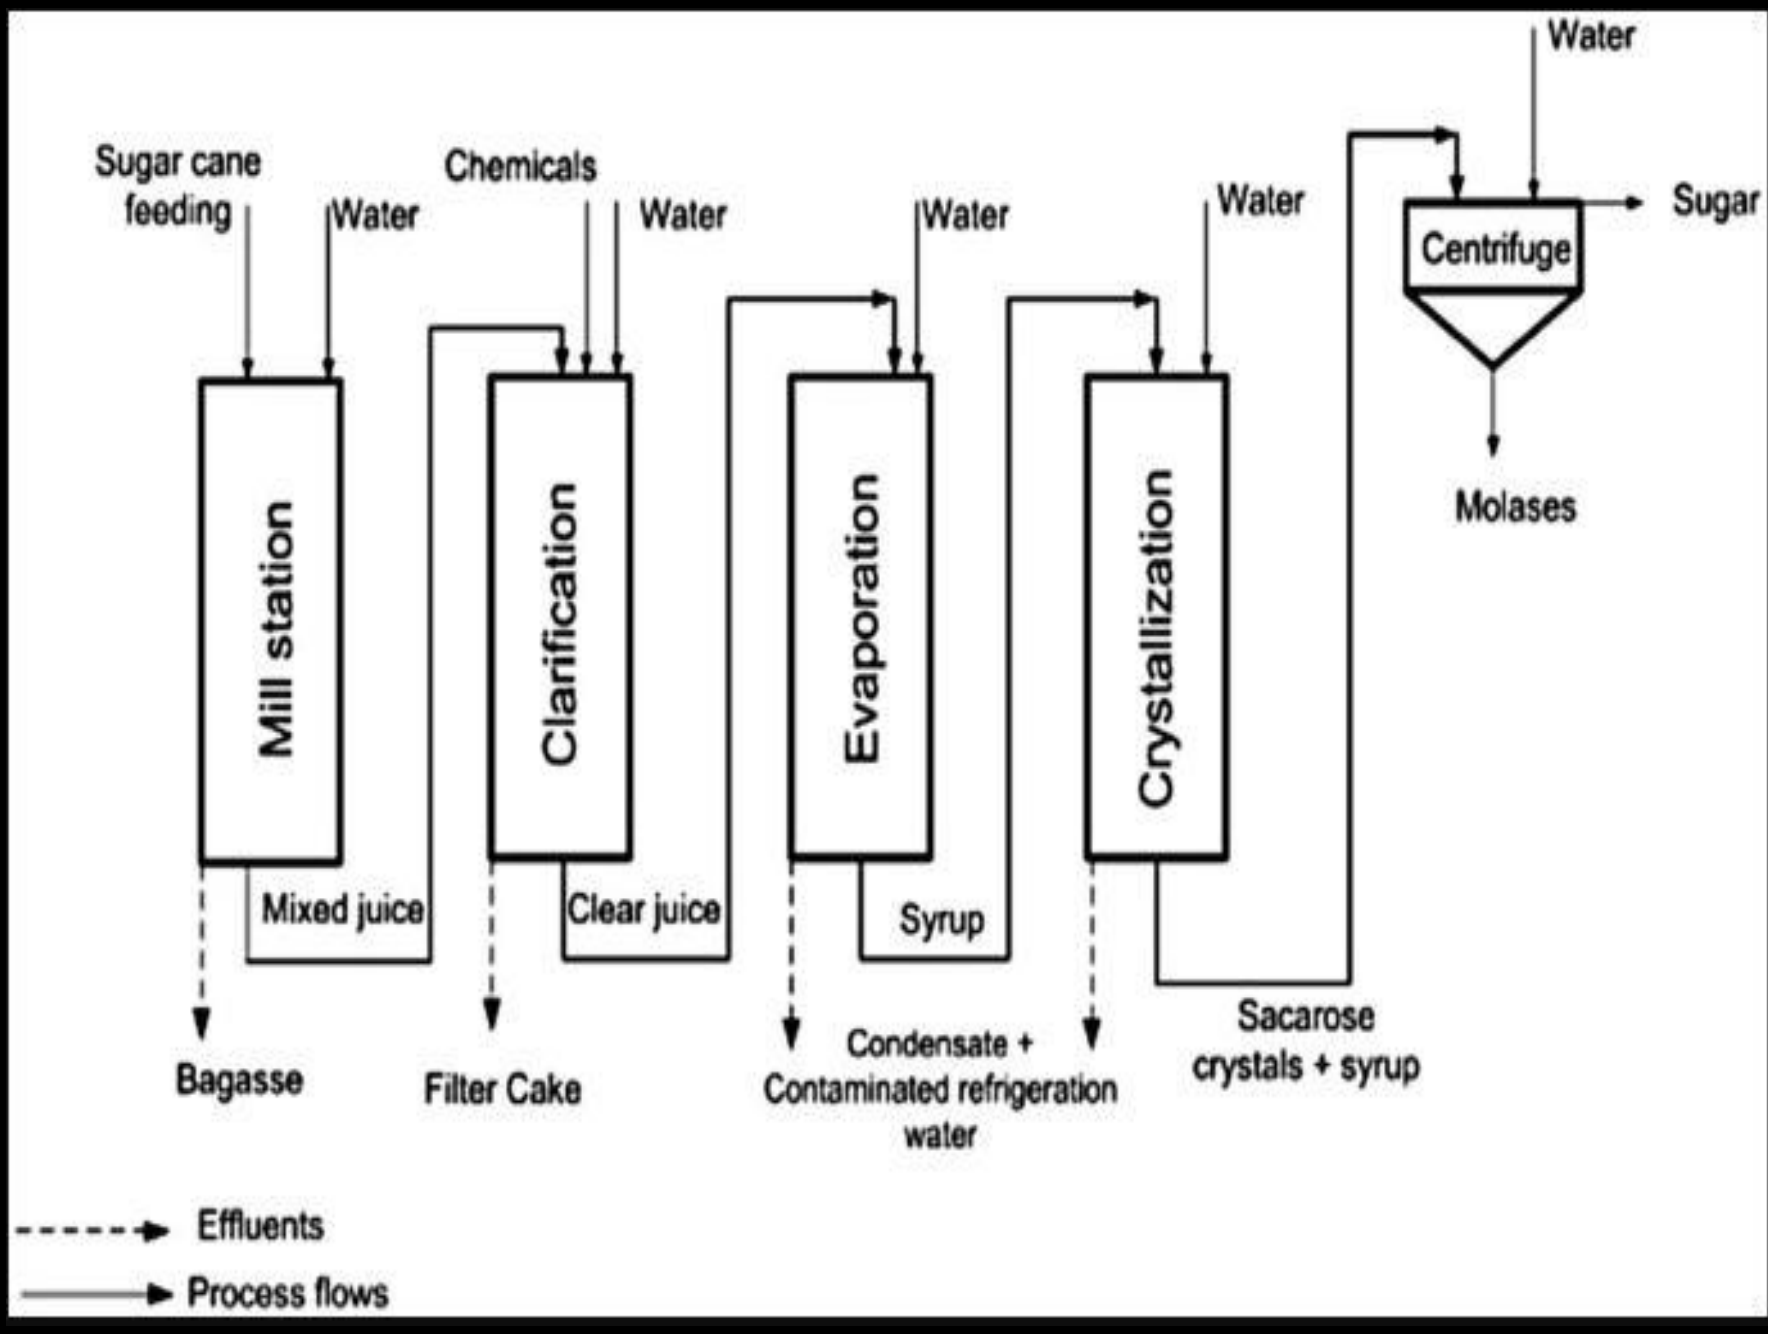 Water
Sugar cane
feeding
Water
Chemicals
Water
Water
Water
Sugar
Centrifuge
Molases
Mill station
Clarification
Evaporation
Crystallization
Mixed juice
Clear juice
Syrup
Sacarose
crystals + syrup
Bagasse
Filter Cake
Condensate +
Contaminated refrigeration
water
Effluents
Process flows